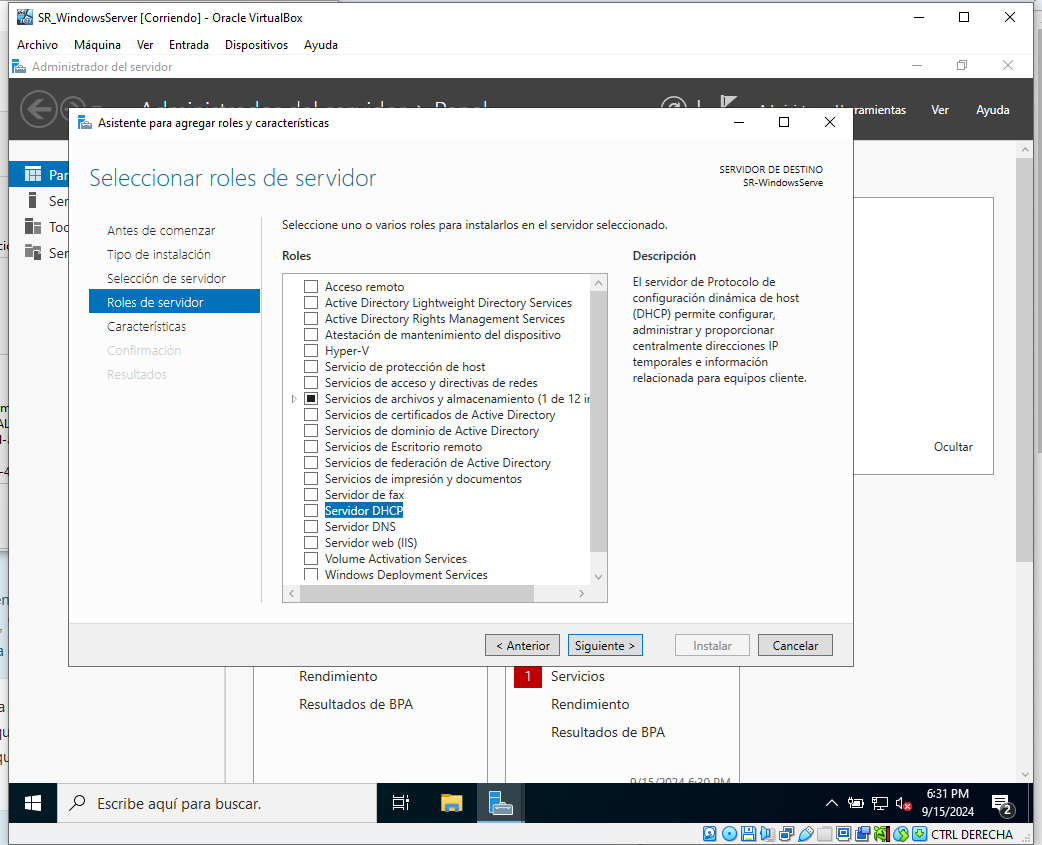 SR_WindowsServer [Corriendo] - Oracle VirtualBox
Archivo Máquina Ver Entrada Dispositivos Ayuda
Administrador del servidor
Ver Ayuda
Asistente para agregar roles y características
Seleccionar roles de servidor
SERVIDOR DE DESTINO
SR-WindowsServe
Antes de comenzar
Tipo de instalación
Selección de servidor
Roles de servidor
Características
Confirmación
Resultados
Seleccione uno o varios roles para instalarlos en el servidor seleccionado.
Roles
Acceso remoto
Active Directory Lightweight Directory Services
Active Directory Rights Management Services
Atestación de mantenimiento del dispositivo
Hyper-V
Servicio de protección de host
Servicios de acceso y directivas de redes
Servicios de archivos y almacenamiento (1 de 12 in
Servicios de certificados de Active Directory
Servicios de dominio de Active Directory
Servicios de Escritorio remoto
Servicios de federación de Active Directory
Servicios de impresión y documentos
Servidor de fax
Servidor DHCP
Servidor DNS
Servidor web (IIS)
Volume Activation Services
Windows Deployment Services
Descripción
El servidor de Protocolo de
configuración dinámica de host
(DHCP) permite configurar,
administrar y proporcionar
centralmente direcciones IP
temporales e información
relacionada para equipos cliente.
Ocultar
< Anterior Siguiente > Instalar Cancelar
Rendimiento
Resultados de BPA
1 Servicios
Rendimiento
Resultados de BPA
9/15/2024 6:30 PM
Escribe aquí para buscar.
6:31 PM
9/15/2024
2
CTRL DERECHA